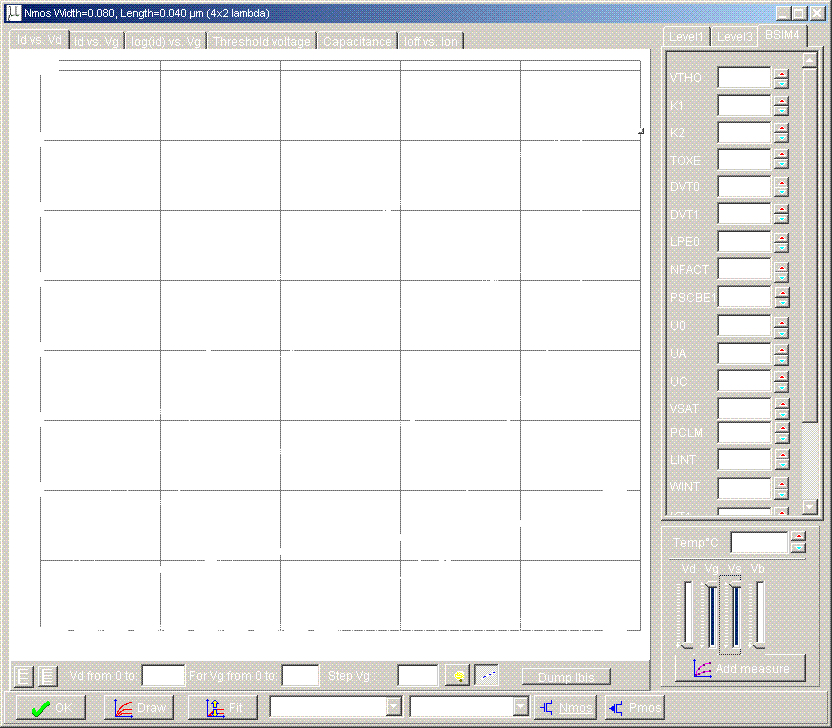 Nmos Width=0.080, Length=0.040 µm (4x2 lambda)
Id vs. Vd Id vs. Vg log(id) vs. Vg Threshold voltage Capacitance Ioff vs. Ion
Level1 Level3 BSIM4
VTHO
K1
K2
TOXE
DVT0
DVT1
LPE0
NFACT
PSCBE
U0
UA
UC
VSAT
PCLM
LINT
WINT
Temp°C
Vd Vg Vs Vb
Add measure
E E Vd from 0 to: For Vg from 0 to: Step Vg Dump Ibis
OK Draw Fit Nmos Pmos